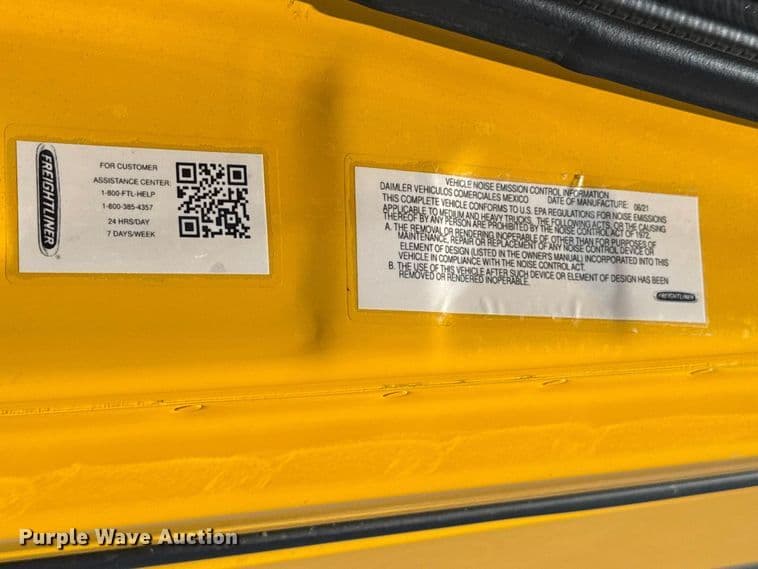 FREIGHTLINER
FOR CUSTOMER
ASSISTANCE CENTER:
1-800-FTL-HELP
1-800-385-4357
24 HRS/DAY
7 DAYS/WEEK
VEHICLE NOISE EMISSION CONTROL INFORMATION
DAIMLER VEHICULOS COMERCIALES MEXICO DATE OF MANUFACTURE: 06/21
THIS COMPLETE VEHICLE CONFORMS TO U.S. EPA REGULATIONS FOR NOISE EMISSIONS
APPLICABLE TO MEDIUM AND HEAVY TRUCKS. THE FOLLOWING ACTS, OR THE CAUSING
THEREOF BY ANY PERSON ARE PROHIBITED BY THE NOISE CONTROL ACT OF 1972.
A. THE REMOVAL OR RENDERING INOPERABLE OF OTHER THAN FOR PURPOSES OF
MAINTENANCE, REPAIR OR REPLACEMENT OF ANY NOISE CONTROL DEVICE OR
ELEMENT OF DESIGN (LISTED IN THE OWNER'S MANUAL) INCORPORATED INTO THIS
VEHICLE IN COMPLIANCE WITH THE NOISE CONTROL ACT.
B. THE USE OF THIS VEHICLE AFTER SUCH DEVICE OR ELEMENT OF DESIGN HAS BEEN
REMOVED OR RENDERED INOPERABLE.
FREIGHTLINER
Purple Wave Auction